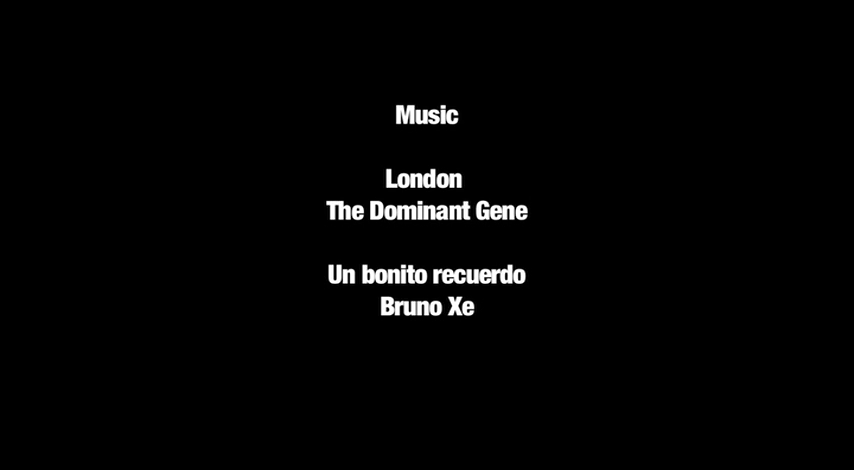 Music
London
The Dominant Gene
Un bonito recuerdo
Bruno Xe